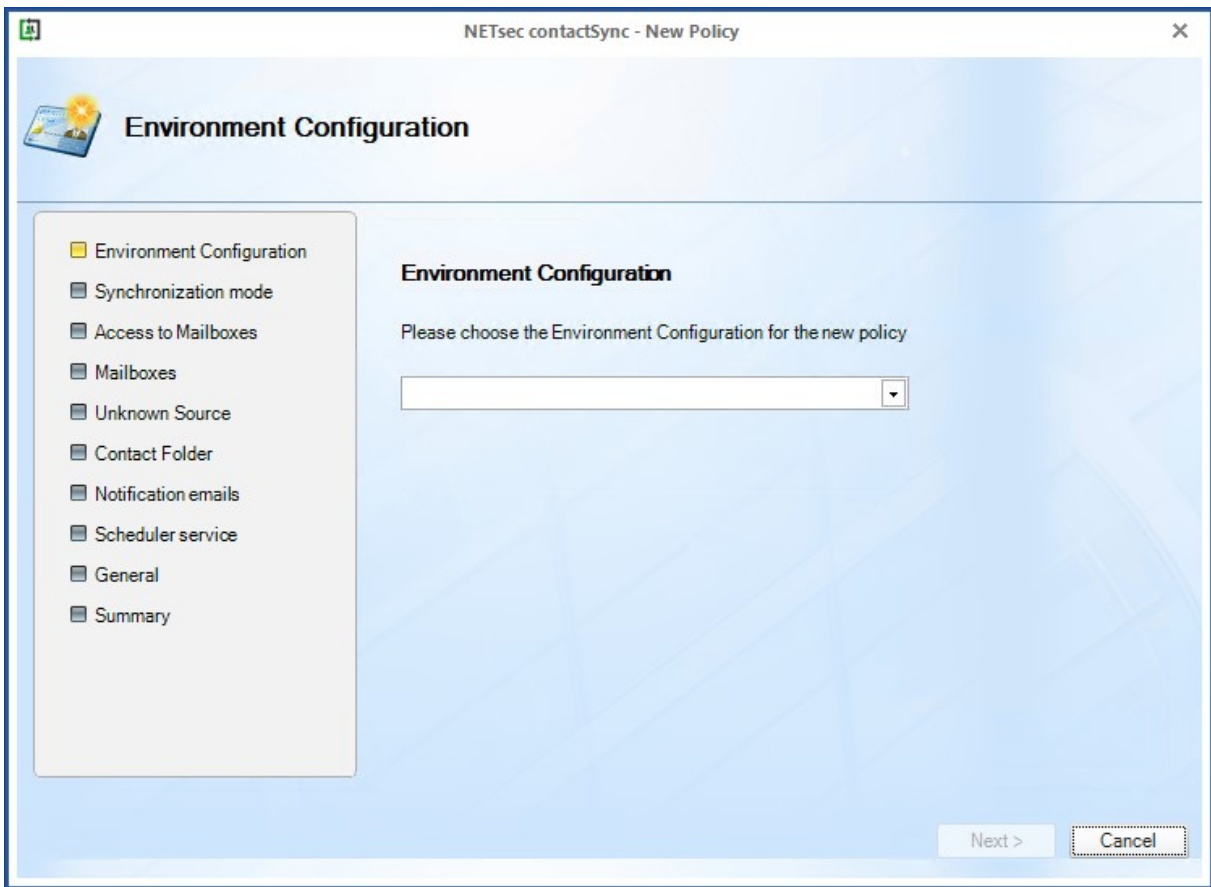 NETsec contactSync - New Policy
Environment Configuration
Environment Configuration
Synchronization mode
Access to Mailboxes
Mailboxes
Unknown Source
Contact Folder
Notification emails
Scheduler service
General
Summary
Environment Configuration
Please choose the Environment Configuration for the new policy
Next >
Cancel